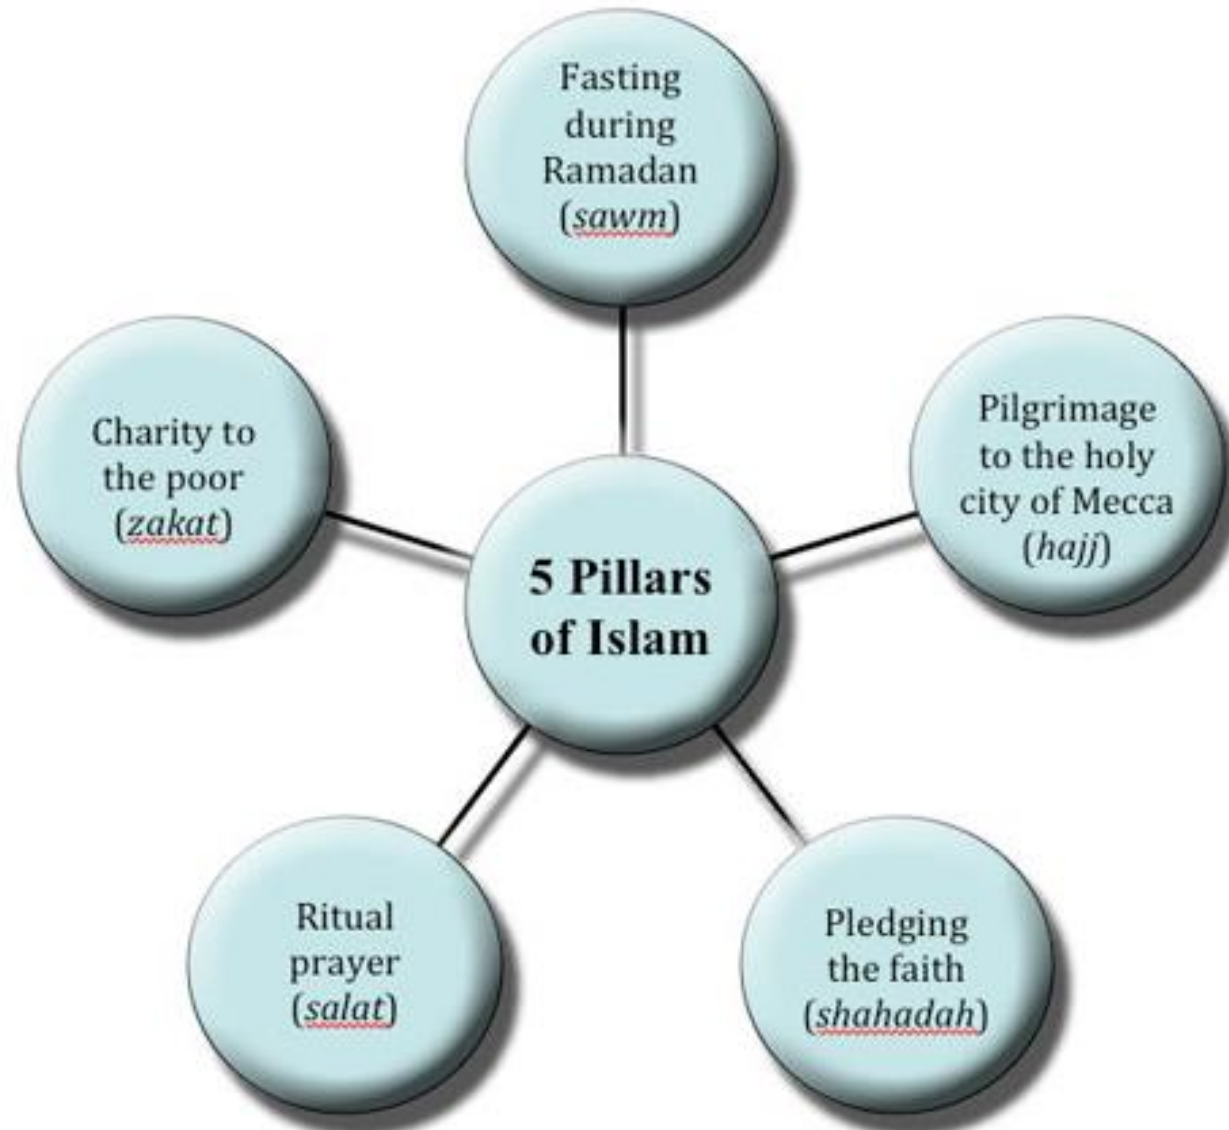 Fasting
during
Ramadan
(sawm)
Charity to
the poor
(zakat)
Pilgrimage
to the holy
city of Mecca
(hajj)
5 Pillars
of Islam
Ritual
prayer
(salat)
Pledging
the faith
(shahadah)